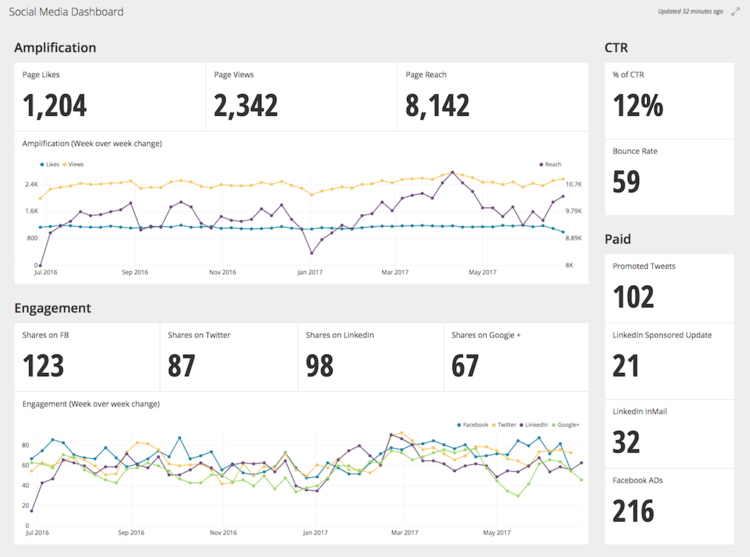 Social Media Dashboard
Updated 32 minutes ago
Amplification
Page Likes
1,204
Page Views
2,342
Page Reach
8,142
Amplification (Week over week change)
Likes Views
Reach
2.4K
1.6K
800
0
10.7K
9.79K
8.89K
8K
Jul 2016 Sep 2016 Nov 2016 Jan 2017 Mar 2017 May 2017
Engagement
Shares on FB
123
Shares on Twitter
87
Shares on LinkedIn
98
Shares on Google +
67
Engagement (Week over week change)
Facebook Twitter LinkedIn Google+
80
60
40
20
0
Jul 2016 Sep 2016 Nov 2016 Jan 2017 Mar 2017 May 2017
CTR
% of CTR
12%
Bounce Rate
59
Paid
Promoted Tweets
102
LinkedIn Sponsored Update
21
LinkedIn InMail
32
Facebook ADs
216